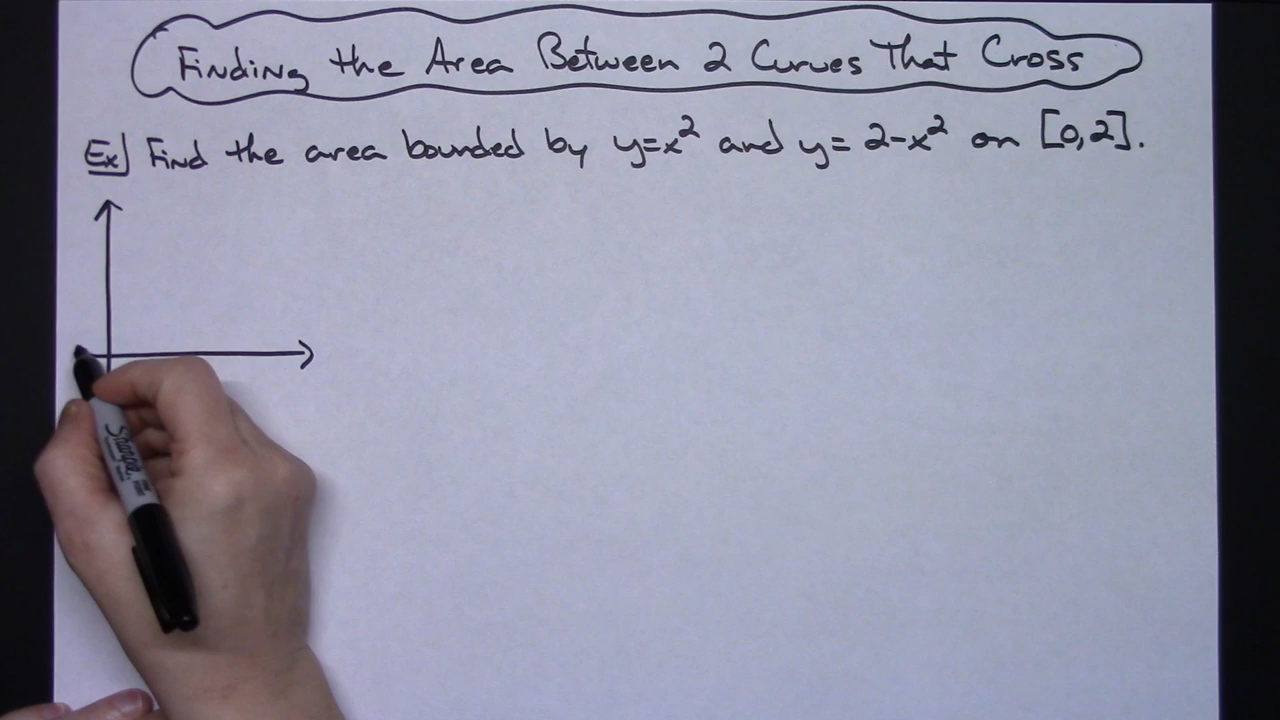 Finding the Area Between 2 Curves That Cross
Ex] Find the area bounded by y=x² and y=2-x² on [0,2].
Sharpie